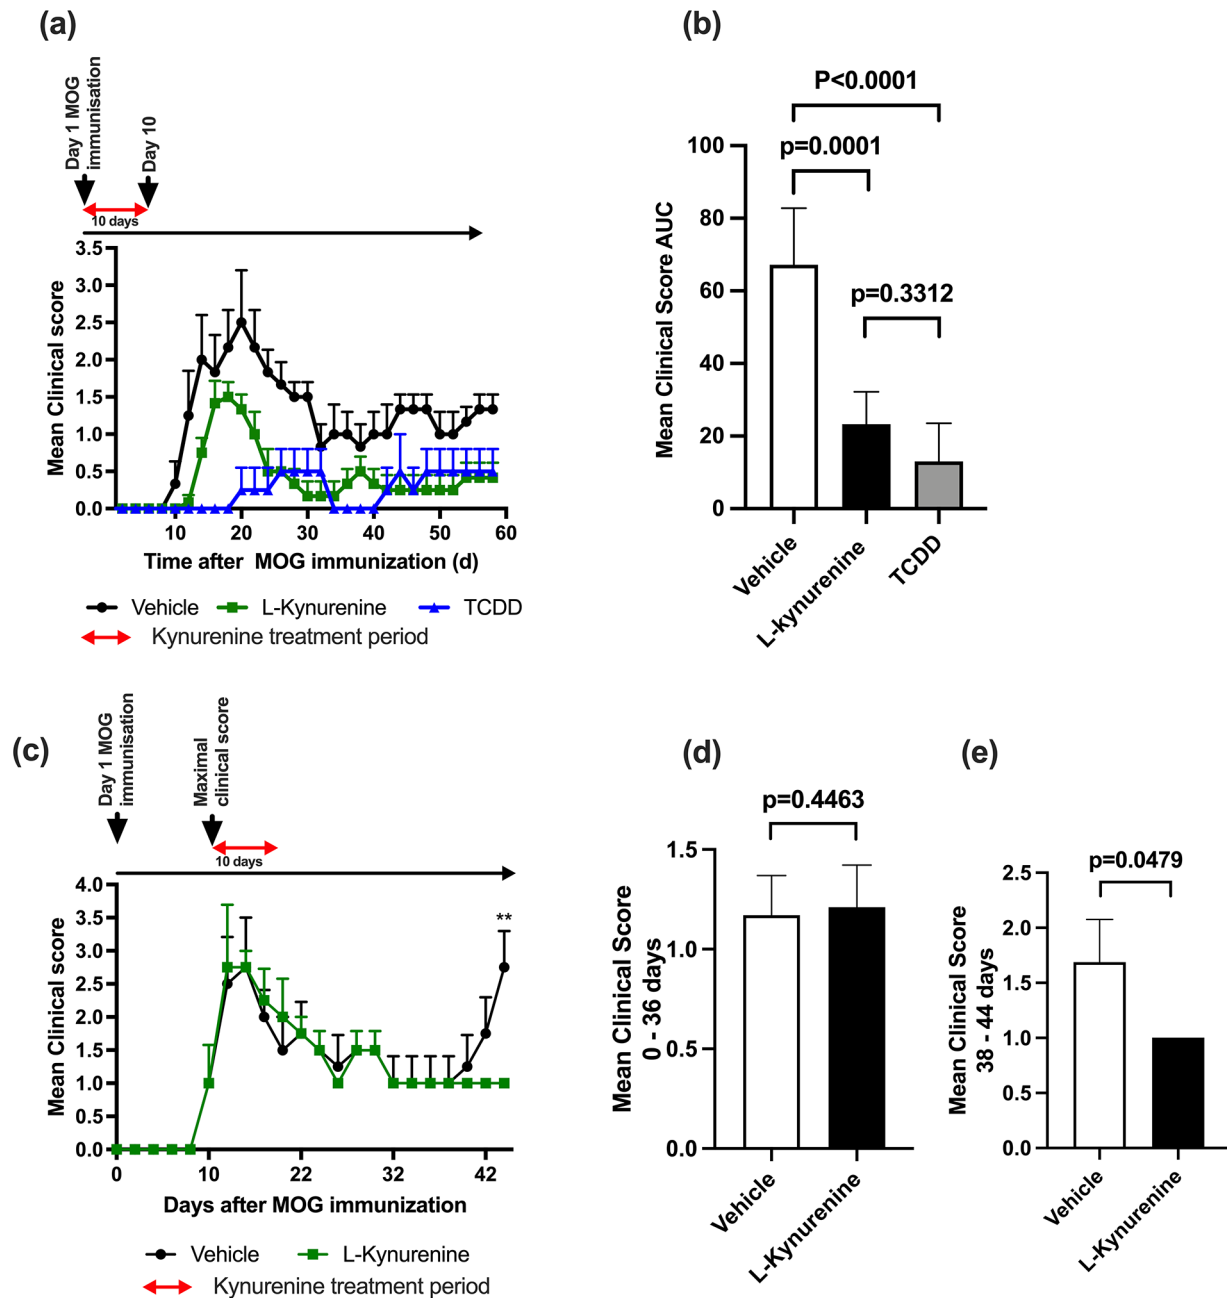 (a)
Day 1 MOG
immunisation
Day 10
10 days
Mean Clinical score
3.5
3.0
2.5
2.0
1.5
1.0
0.5
0.0
10 20 30 40 50 60
Time after MOG immunization (d)
Vehicle L-Kynurenine TCDD
Kynurenine treatment period
(b)
P<0.0001
p=0.0001
p=0.3312
Mean Clinical Score AUC
100
80
60
40
20
0
Vehicle
L-kynurenine
TCDD
(c)
Day 1 MOG
immunisation
Maximal
clinical score
10 days
Mean Clinical score
4.0
3.5
3.0
2.5
2.0
1.5
1.0
0.5
0.0
**
0 10 22 32 42
Days after MOG immunization
Vehicle L-Kynurenine
Kynurenine treatment period
(d)
p=0.4463
Mean Clinical Score
0 - 36 days
1.5
1.0
0.5
0.0
Vehicle
L-Kynurenine
(e)
p=0.0479
Mean Clinical Score
38 - 44 days
2.5
2.0
1.5
1.0
0.5
0.0
Vehicle
L-Kynurenine